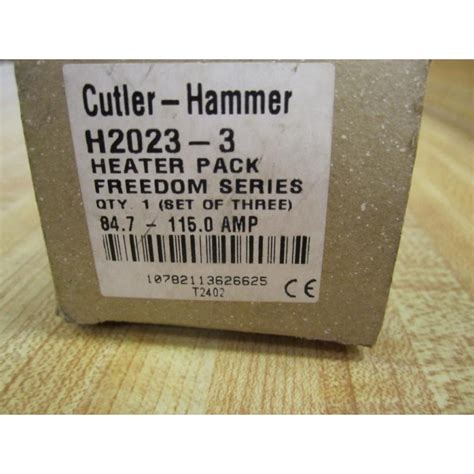 Cutler-Hammer
H2023-3
HEATER PACK
FREEDOM SERIES
QTY. 1 (SET OF THREE)
84.7 - 115.0 AMP
10782113626625
T2402 CE